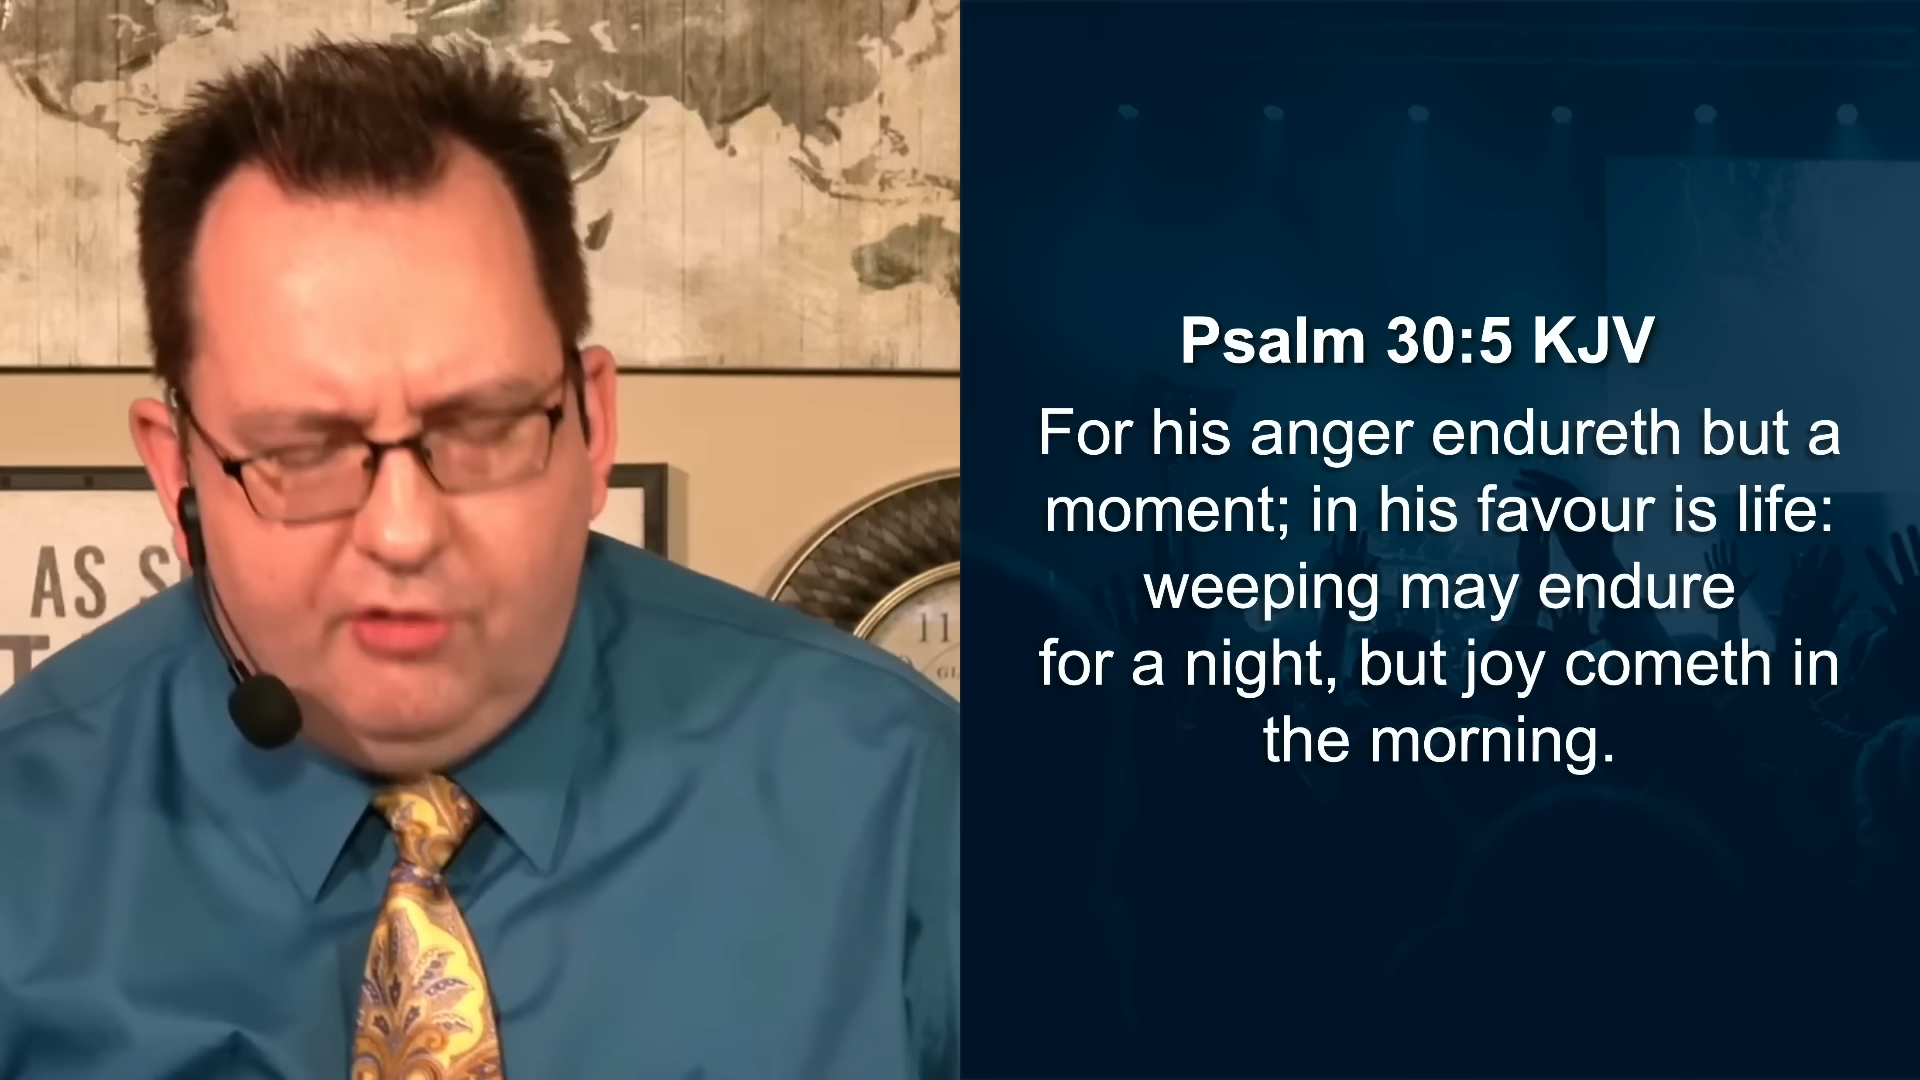 Psalm 30:5 KJV
For his anger endureth but a
moment; in his favour is life:
weeping may endure
for a night, but joy cometh in
the morning.
AS
11